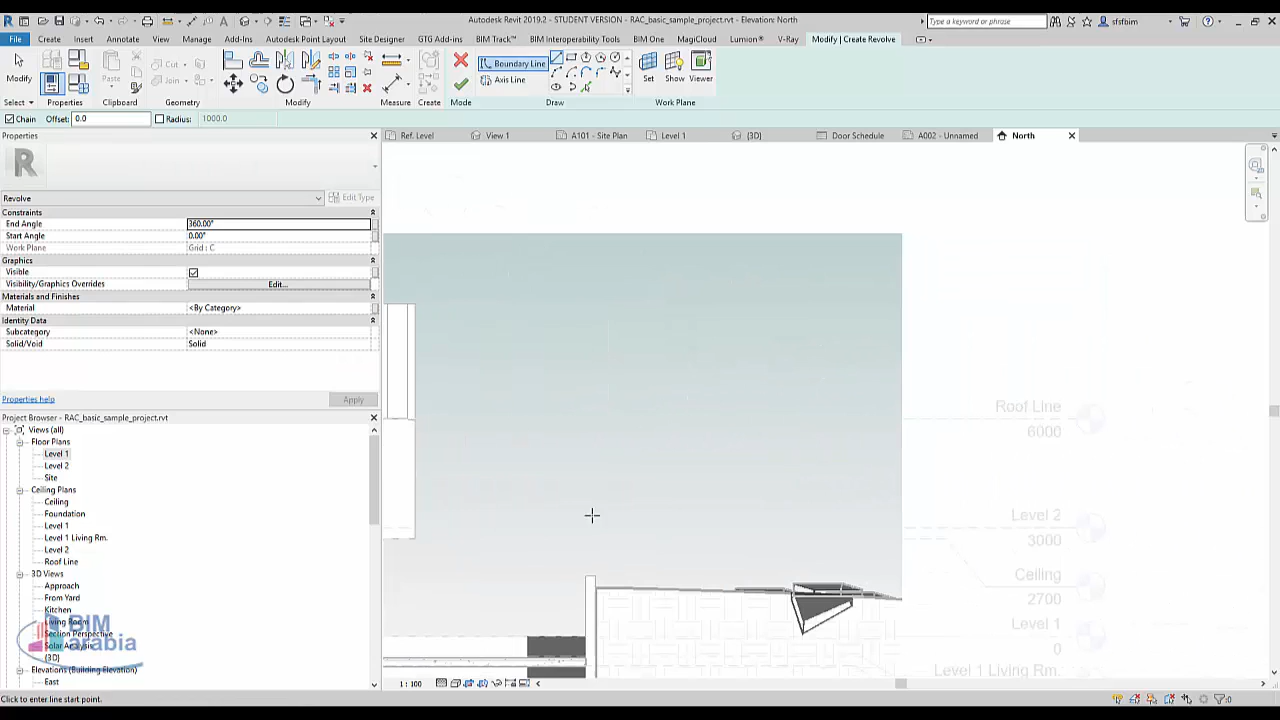 Autodesk Revit 2019.2 - STUDENT VERSION - RAC_basic_sample_project.rvt - Elevation: North
Type a keyword or phrase
sfsfbim
File Create Insert Annotate View Manage Add-Ins Autodesk Point Layout Site Designer GTG Add-Ins BIM Track™ BIM Interoperability Tools BIM One MagiCloud Lumion® V-Ray Modify | Create Revolve
Modify Paste Cut Join Create Boundary Line Axis Line Set Show Viewer
Select Properties Clipboard Geometry Modify Measure Create Mode Draw Work Plane
Chain Offset: 0.0 Radius: 1000.0
Properties
Ref. Level View 1 A101 - Site Plan Level 1 {3D} Door Schedule A002 - Unnamed North
Revolve Edit Type
Constraints
End Angle 360.00°
Start Angle 0.00°
Work Plane Grid : C
Graphics
Visible
Visibility/Graphics Overrides Edit...
Materials and Finishes
Material <By Category>
Identity Data
Subcategory <None>
Solid/Void Solid
Properties help Apply
Project Browser - RAC_basic_sample_project.rvt
Views (all)
Floor Plans
Level 1
Level 2
Site
Ceiling Plans
Ceiling
Foundation
Level 1
Level 1 Living Rm.
Level 2
Roof Line
3D Views
Approach
From Yard
Kitchen
Living Room
Section Perspective
Solar Analysis
{3D}
Elevations (Building Elevation)
East
BIM
arabia
Roof Line
6000
Level 2
3000
Ceiling
2700
Level 1
0
Level 1 Living Rm.
1 : 100
Click to enter line start point.
:0